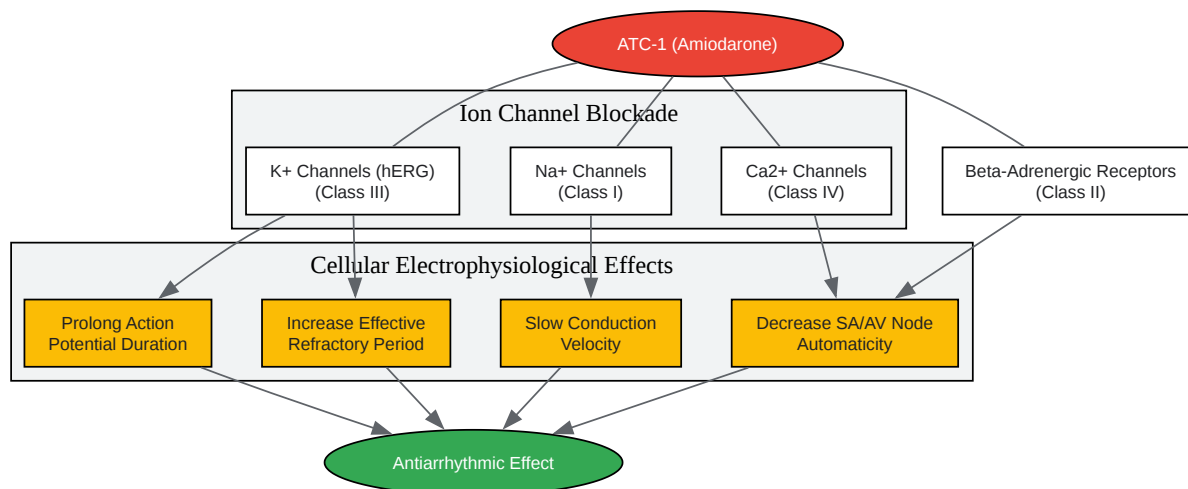 ATC-1 (Amiodarone)
Ion Channel Blockade
K+ Channels (hERG)
(Class III)
Na+ Channels
(Class I)
Ca2+ Channels
(Class IV)
Beta-Adrenergic Receptors
(Class II)
Cellular Electrophysiological Effects
Prolong Action
Potential Duration
Increase Effective
Refractory Period
Slow Conduction
Velocity
Decrease SA/AV Node
Automaticity
Antiarrhythmic Effect